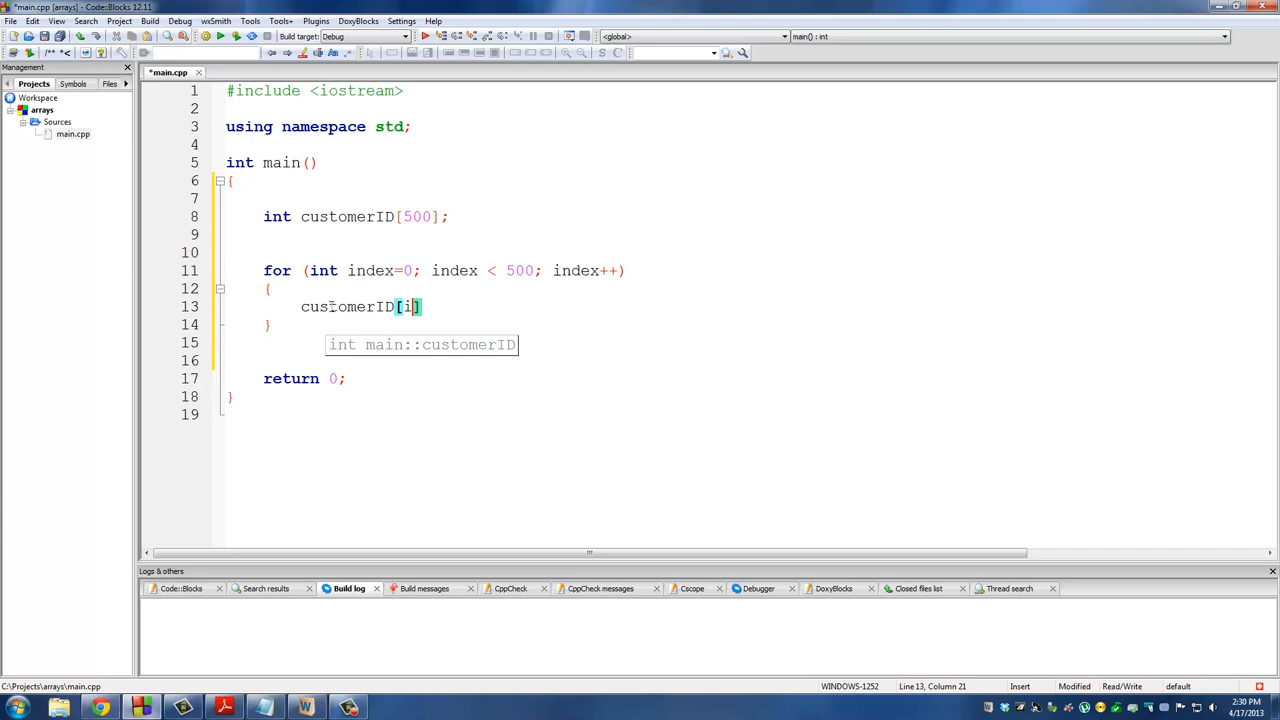 *main.cpp [arrays] - Code::Blocks 12.11
File Edit View Search Project Build Debug wxSmith Tools Tools+ Plugins DoxyBlocks Settings Help
Build target: Debug <global> main() : int
/** *<
Management
Projects Symbols Files
Workspace
arrays
Sources
main.cpp
*main.cpp
1 #include <iostream>
2
3 using namespace std;
4
5 int main()
6 {
7
8 int customerID[500];
9
10
11 for (int index=0; index < 500; index++)
12 {
13 customerID[i]
14 }
15 int main::customerID
16
17 return 0;
18 }
19
Logs & others
Code::Blocks Search results Build log Build messages CppCheck CppCheck messages Cscope Debugger DoxyBlocks Closed files list Thread search
C:\Projects\arrays\main.cpp WINDOWS-1252 Line 13, Column 21 Insert Modified Read/Write default
2:30 PM
4/17/2013